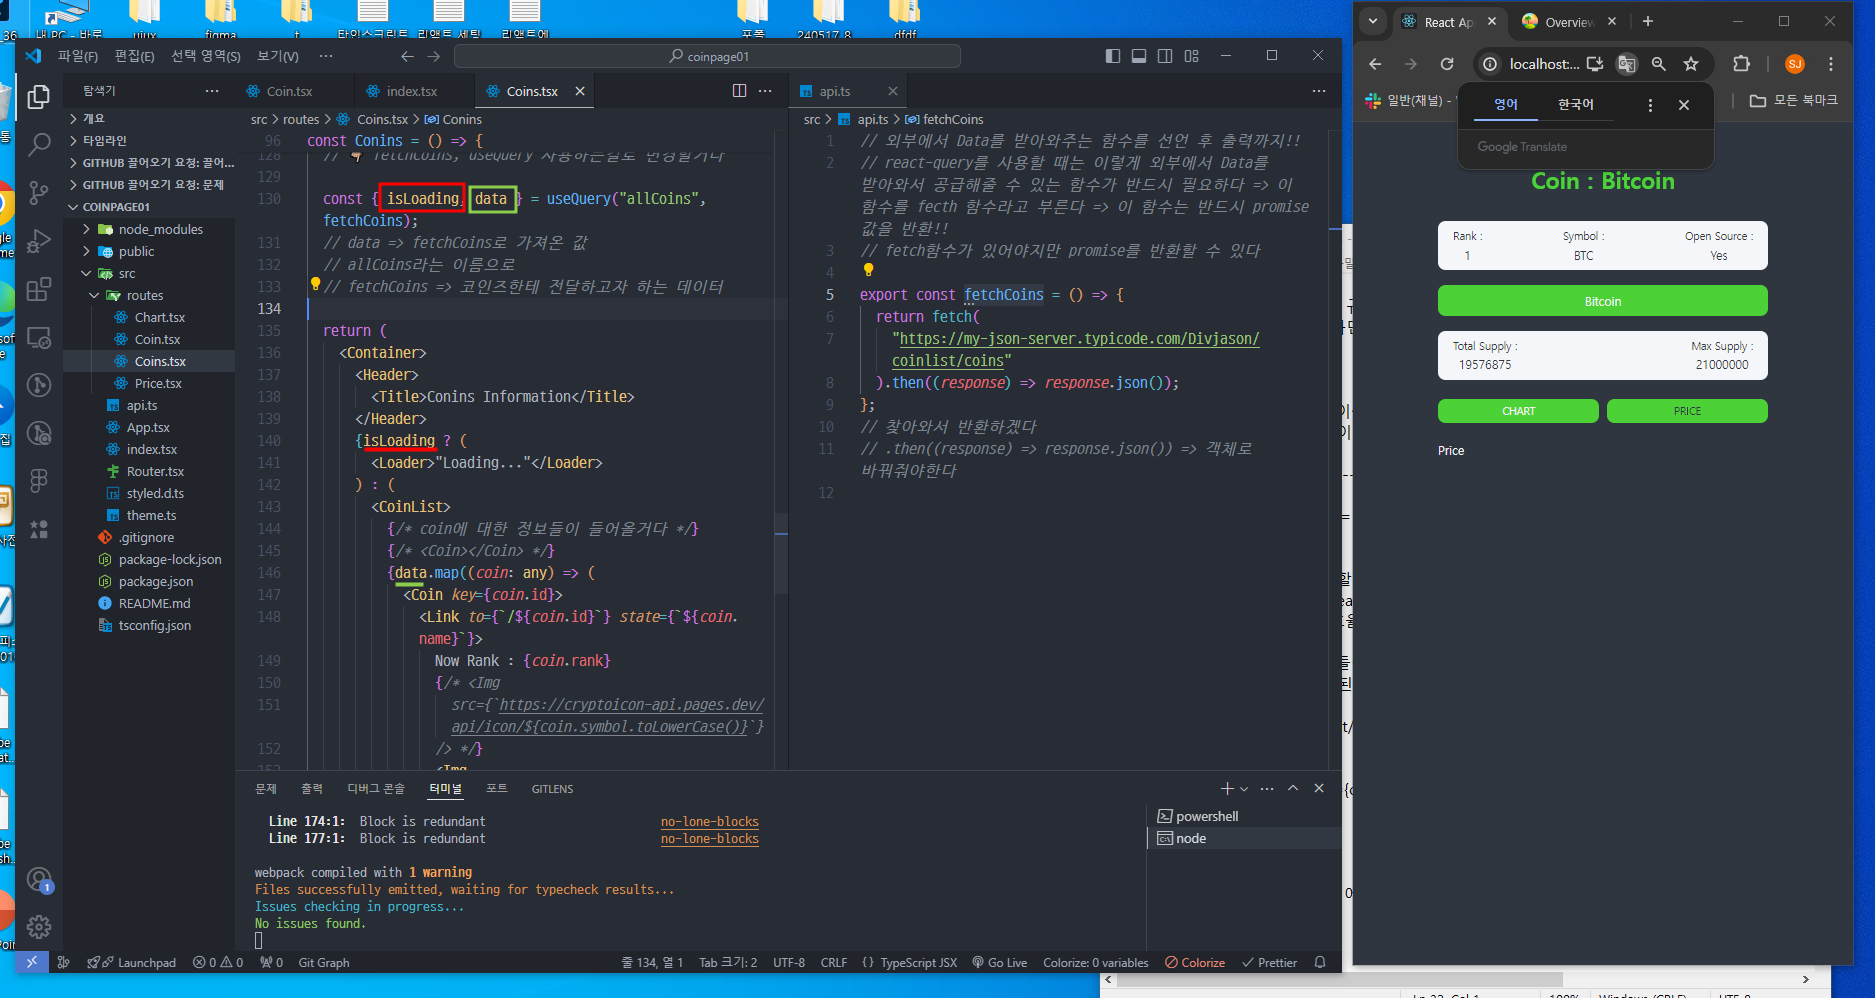 내 PC - 바로
uiux
figma
t
타입스크립트
리액트 세팅
리액트에
포폴
240517_8
dfdf
파일(F) 편집(E) 선택 영역(S) 보기(V) ···
coinpage01
탐색기
개요
타임라인
GITHUB 끌어오기 요청: 끌어...
GITHUB 끌어오기 요청: 문제
COINPAGE01
node_modules
public
src
routes
Chart.tsx
Coin.tsx
Coins.tsx
Price.tsx
api.ts
App.tsx
index.tsx
Router.tsx
styled.d.ts
theme.ts
.gitignore
package-lock.json
package.json
README.md
tsconfig.json
Coin.tsx
index.tsx
Coins.tsx
src > routes > Coins.tsx > Conins
96 const Conins = () => {
128 // fetchCoins, useQuery 사용하는걸로 변경할거다
129
130 const { isLoading, data } = useQuery("allCoins",
fetchCoins);
131 // data => fetchCoins로 가져온 값
132 // allCoins라는 이름으로
133 // fetchCoins => 코인즈한테 전달하고자 하는 데이터
134
135 return (
136 <Container>
137 <Header>
138 <Title>Conins Information</Title>
139 </Header>
140 {isLoading ? (
141 <Loader>"Loading..."</Loader>
142 ) : (
143 <CoinList>
144 {/* coin에 대한 정보들이 들어올거다 */}
145 {/* <Coin></Coin> */}
146 {data.map((coin: any) => (
147 <Coin key={coin.id}>
148 <Link to={`/${coin.id}`} state={`${coin.
name}`}>
149 Now Rank : {coin.rank}
150 {/* <Img
151 src={`https://cryptoicon-api.pages.dev/
api/icon/${coin.symbol.toLowerCase()}`}
152 /> */}
153 <Img
api.ts
src > api.ts > fetchCoins
1 // 외부에서 Data를 받아와주는 함수를 선언 후 출력까지!!
2 // react-query를 사용할 때는 이렇게 외부에서 Data를
받아와서 공급해줄 수 있는 함수가 반드시 필요하다 => 이
함수를 fecth 함수라고 부른다 => 이 함수는 반드시 promise
값을 반환!!
3 // fetch함수가 있어야지만 promise를 반환할 수 있다
4
5 export const fetchCoins = () => {
6 return fetch(
7 "https://my-json-server.typicode.com/Divjason/
coinlist/coins"
8 ).then((response) => response.json());
9 };
10 // 찾아와서 반환하겠다
11 // .then((response) => response.json()) => 객체로
바꿔줘야한다
12
문제 출력 디버그 콘솔 터미널 포트 GITLENS
Line 174:1: Block is redundant no-lone-blocks
Line 177:1: Block is redundant no-lone-blocks
webpack compiled with 1 warning
Files successfully emitted, waiting for typecheck results...
Issues checking in progress...
No issues found.
powershell
node
1
Launchpad 0 0 0 Git Graph
줄 134, 열 1 Tab 크기: 2 UTF-8 CRLF {} TypeScript JSX Go Live Colorize: 0 variables Colorize Prettier
React Ap
Overview
localhost:...
SJ
일반(채널) -
모든 북마크
영어 한국어
Google Translate
Coin : Bitcoin
Rank : Symbol : Open Source :
1 BTC Yes
Bitcoin
Total Supply : Max Supply :
19576875 21000000
CHART PRICE
Price